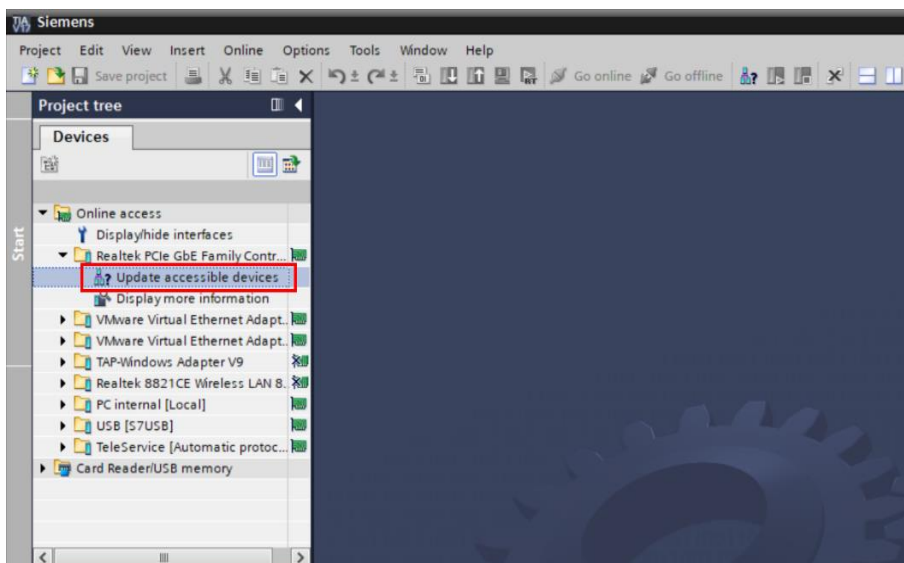 Siemens
Project Edit View Insert Online Options Tools Window Help
Save project Go online Go offline
Project tree
Devices
Start
Online access
Display/hide interfaces
Realtek PCIe GbE Family Contr...
Update accessible devices
Display more information
VMware Virtual Ethernet Adapt..
VMware Virtual Ethernet Adapt..
TAP-Windows Adapter V9
Realtek 8821CE Wireless LAN 8.
PC internal [Local]
USB [S7USB]
TeleService [Automatic protoc...
Card Reader/USB memory